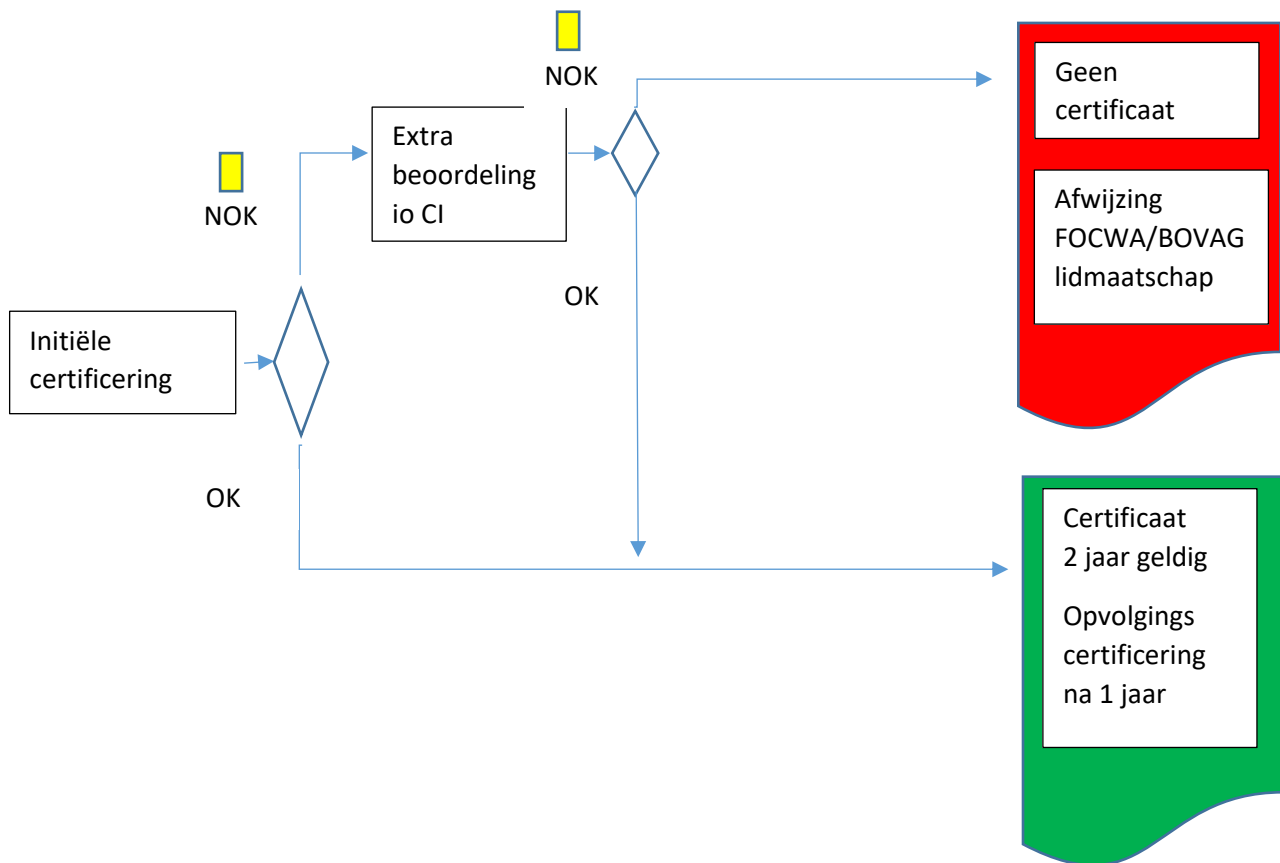 NOK
Geen
certificaat
Extra
beoordeling
io CI
NOK
Afwijzing
FOCWA/BOVAG
lidmaatschap
OK
Initiële
certificering
OK
Certificaat
2 jaar geldig
Opvolgings
certificering
na 1 jaar